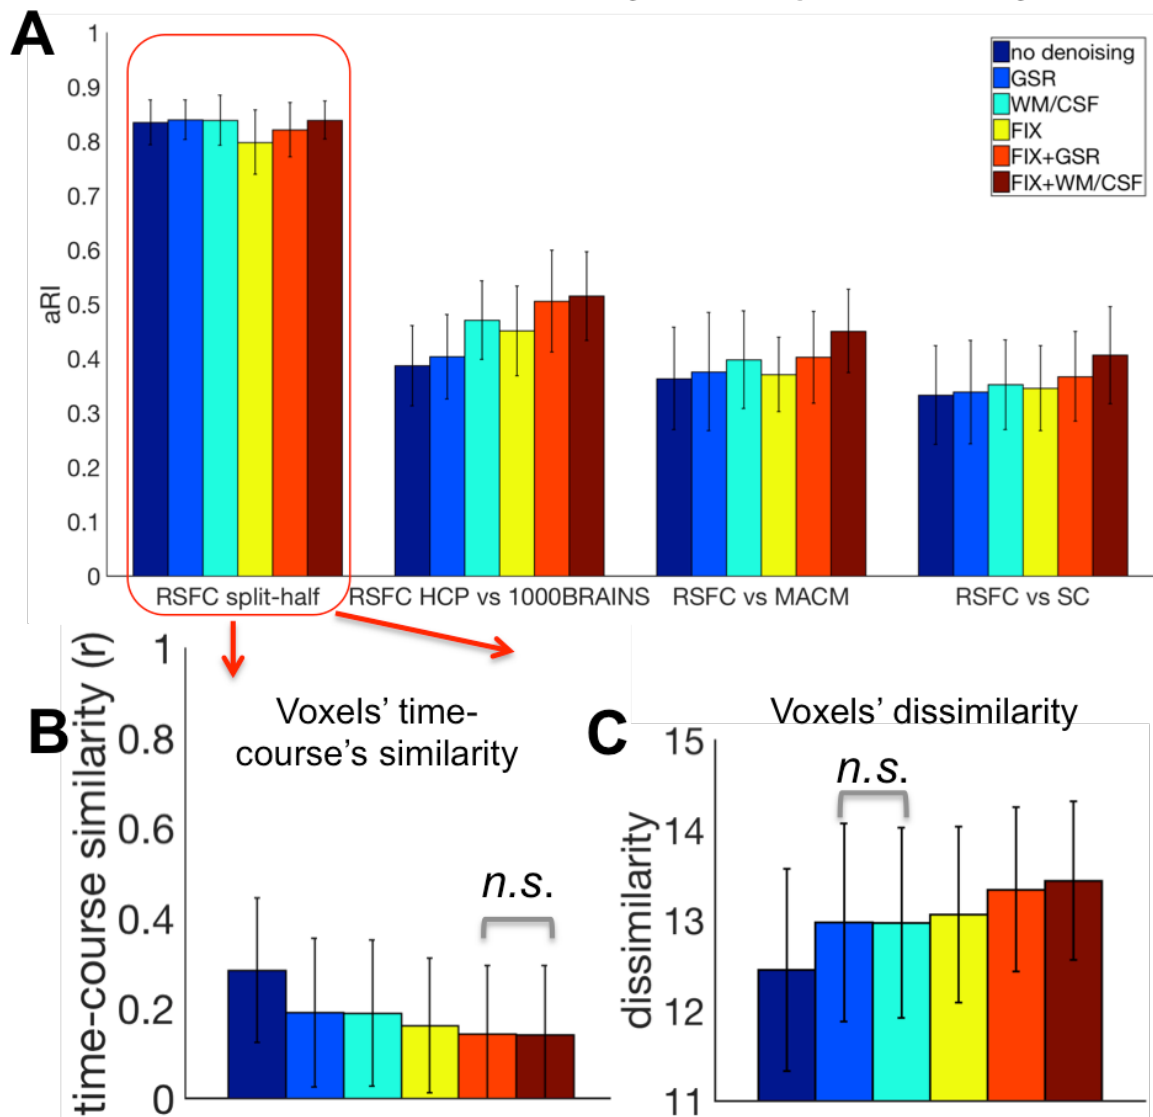 A
1
0.9
0.8
0.7
0.6
0.5
0.4
0.3
0.2
0.1
0
aRI
no denoising
GSR
WM/CSF
FIX
FIX+GSR
FIX+WM/CSF
RSFC split-half
RSFC HCP vs 1000BRAINS
RSFC vs MACM
RSFC vs SC
B
time-course similarity (r)
1
0.8
0.6
0.4
0.2
0
Voxels' time-
course's similarity
n.s.
C
Voxels' dissimilarity
dissimilarity
15
14
13
12
11
n.s.